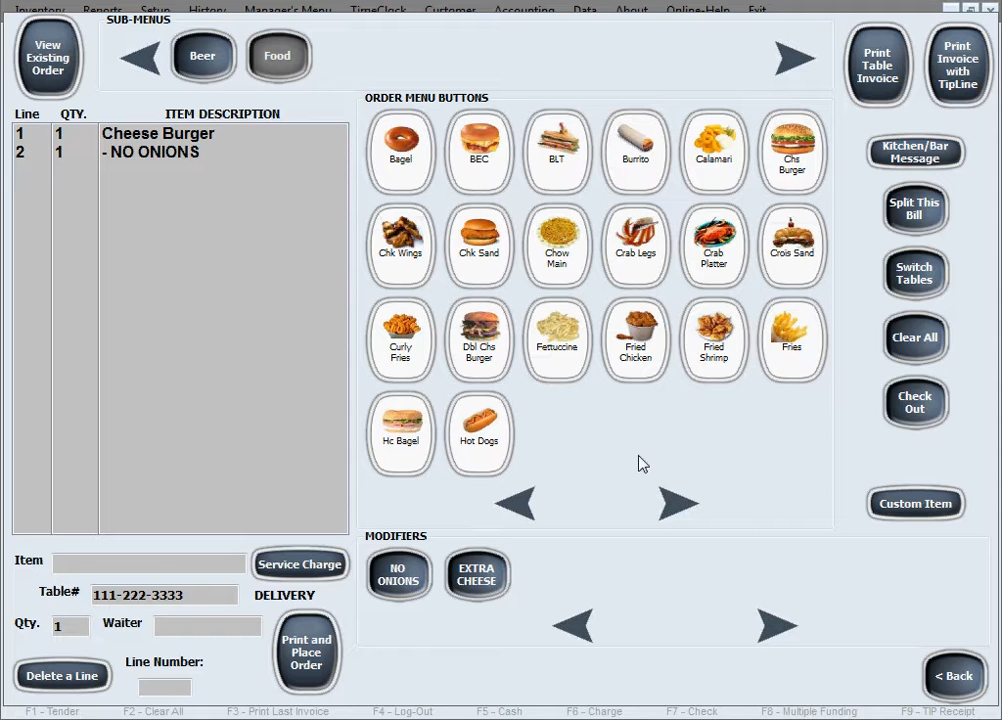 Inventory Reports Setup History Manager's Menu TimeClock Customer Accounting Data About Online-Help Exit
View Existing Order
SUB-MENUS
Beer
Food
Print Table Invoice
Print Invoice with TipLine
Line QTY. ITEM DESCRIPTION
1 1 Cheese Burger
2 1 - NO ONIONS
ORDER MENU BUTTONS
Bagel
BEC
BLT
Burrito
Calamari
Chs Burger
Chk Wings
Chk Sand
Chow Main
Crab Legs
Crab Platter
Crois Sand
Curly Fries
Dbl Chs Burger
Fettuccine
Fried Chicken
Fried Shrimp
Fries
Hc Bagel
Hot Dogs
Kitchen/Bar Message
Split This Bill
Switch Tables
Clear All
Check Out
Custom Item
MODIFIERS
NO ONIONS
EXTRA CHEESE
Item
Service Charge
Table# 111-222-3333 DELIVERY
Qty. 1 Waiter
Print and Place Order
Delete a Line
Line Number:
< Back
F1 - Tender F2 - Clear All F3 - Print Last Invoice F4 - Log-Out F5 - Cash F6 - Charge F7 - Check F8 - Multiple Funding F9 - TIP Receipt